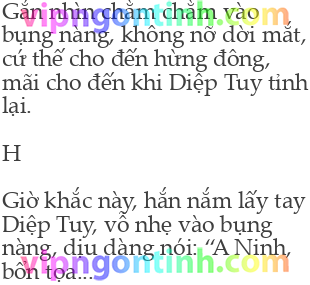 Gắn nhìn chằm chằm vào
bụng nàng, không nỡ dời mắt,
cứ thế cho đến hừng đông,
mãi cho đến khi Diệp Tuy tỉnh
lại.
H
Giờ khắc này, hắn nắm lấy tay
Diệp Tuy, vỗ nhẹ vào bụng
nàng, dịu dàng nói: “A Ninh,
bổn tọa...
vipngontinh.com
vipngontinh.com